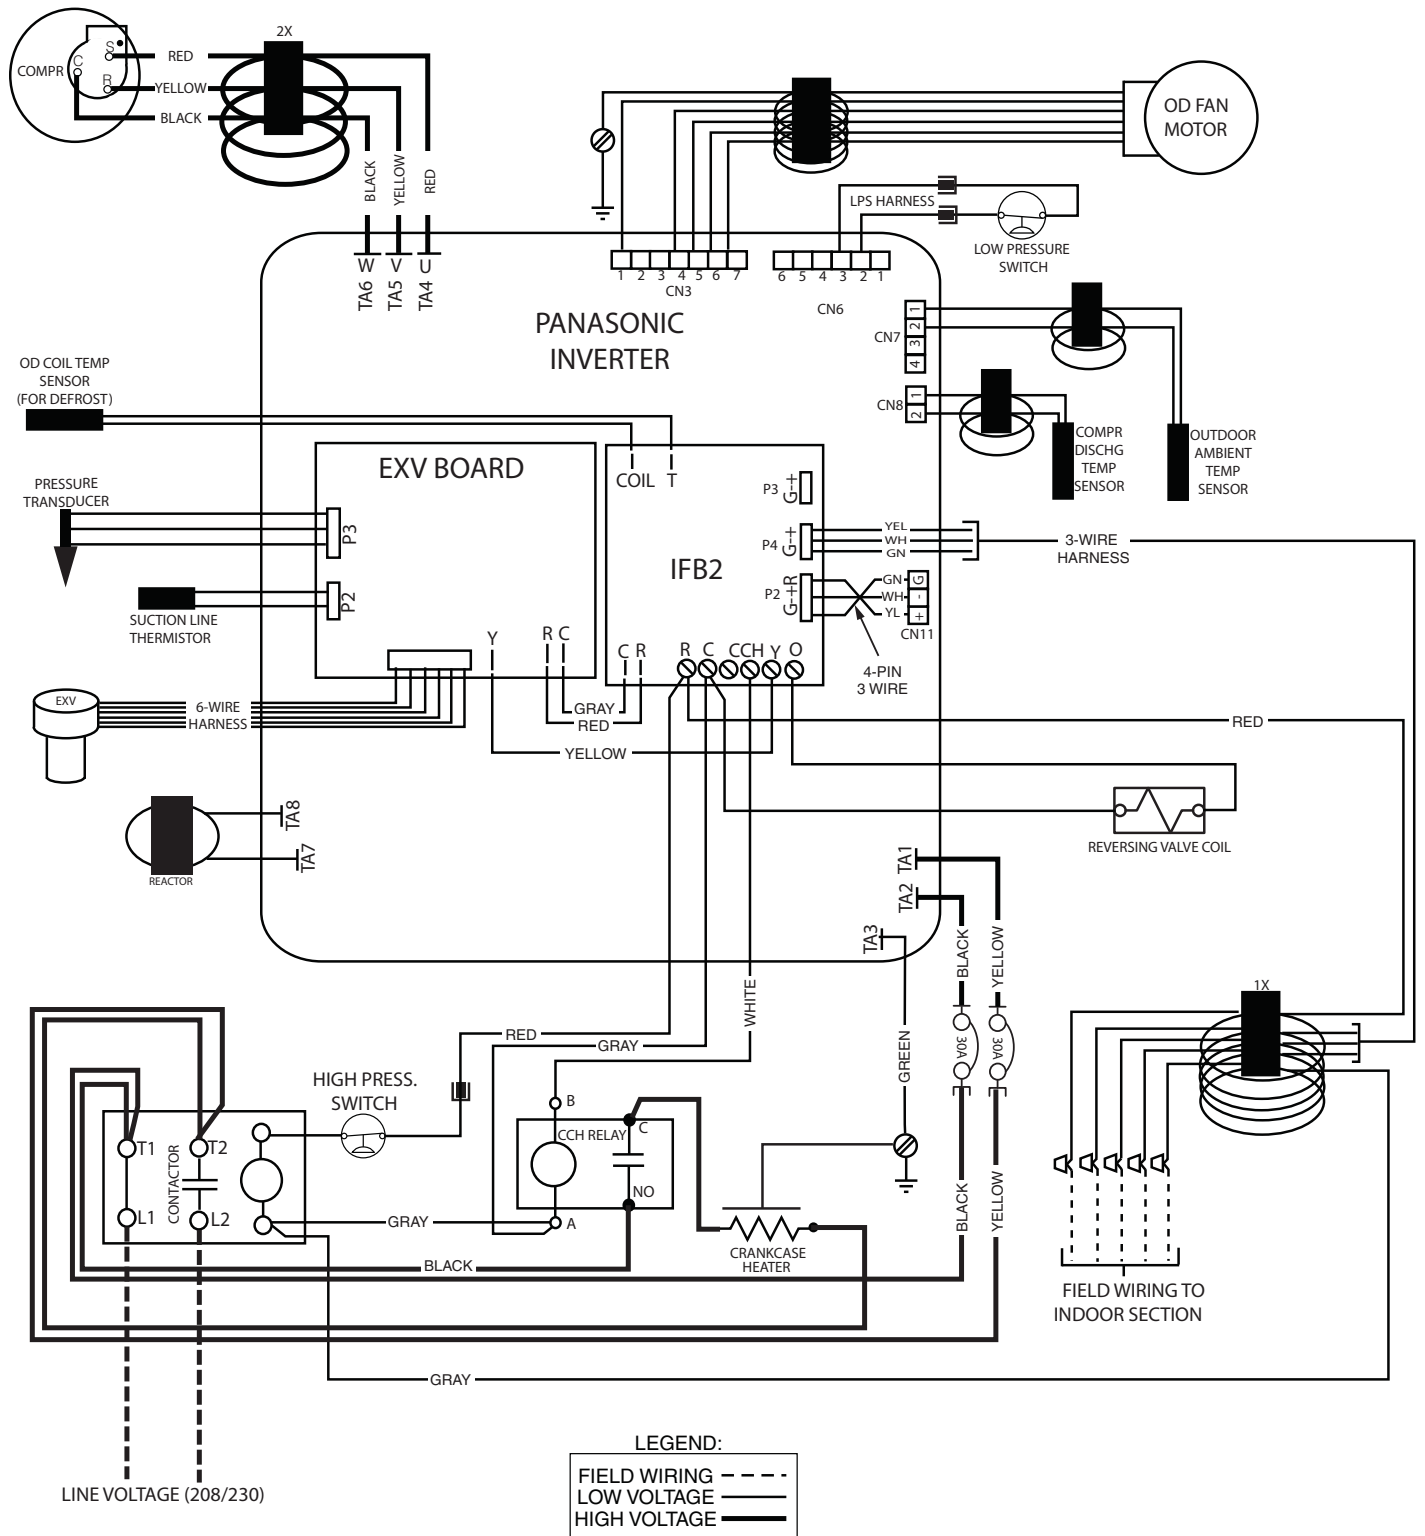 2X
COMPR
S
C
R
RED
YELLOW
BLACK
BLACK
YELLOW
RED
OD FAN
MOTOR
LPS HARNESS
LOW PRESSURE
SWITCH
W V U
TA6 TA5 TA4
1 2 3 4 5 6 7
CN3
6 5 4 3 2 1
CN6
PANASONIC
INVERTER
CN7
1
2
3
4
CN8
1
2
OD COIL TEMP
SENSOR
(FOR DEFROST)
COMPR
DISCHG
TEMP
SENSOR
OUTDOOR
AMBIENT
TEMP
SENSOR
EXV BOARD
COIL T
P3
G-+
PRESSURE
TRANSDUCER
P3
P4
G-+
YEL
WH
GN
3-WIRE
HARNESS
IFB2
P2
G-+R
GN
WH
YL
G
-
+
CN11
P2
SUCTION LINE
THERMISTOR
4-PIN
3 WIRE
Y
R C
C R
R C CCH Y O
EXV
6-WIRE
HARNESS
GRAY
RED
YELLOW
RED
TA8
TA7
REACTOR
REVERSING VALVE COIL
TA1
TA2
TA3
BLACK
YELLOW
WHITE
GREEN
30A
30A
1X
RED
GRAY
HIGH PRESS.
SWITCH
B
CCH RELAY
C
NO
A
T1
T2
CONTACTOR
L1
L2
GRAY
BLACK
CRANKCASE
HEATER
BLACK
YELLOW
FIELD WIRING TO
INDOOR SECTION
GRAY
LINE VOLTAGE (208/230)
LEGEND:
FIELD WIRING
LOW VOLTAGE
HIGH VOLTAGE